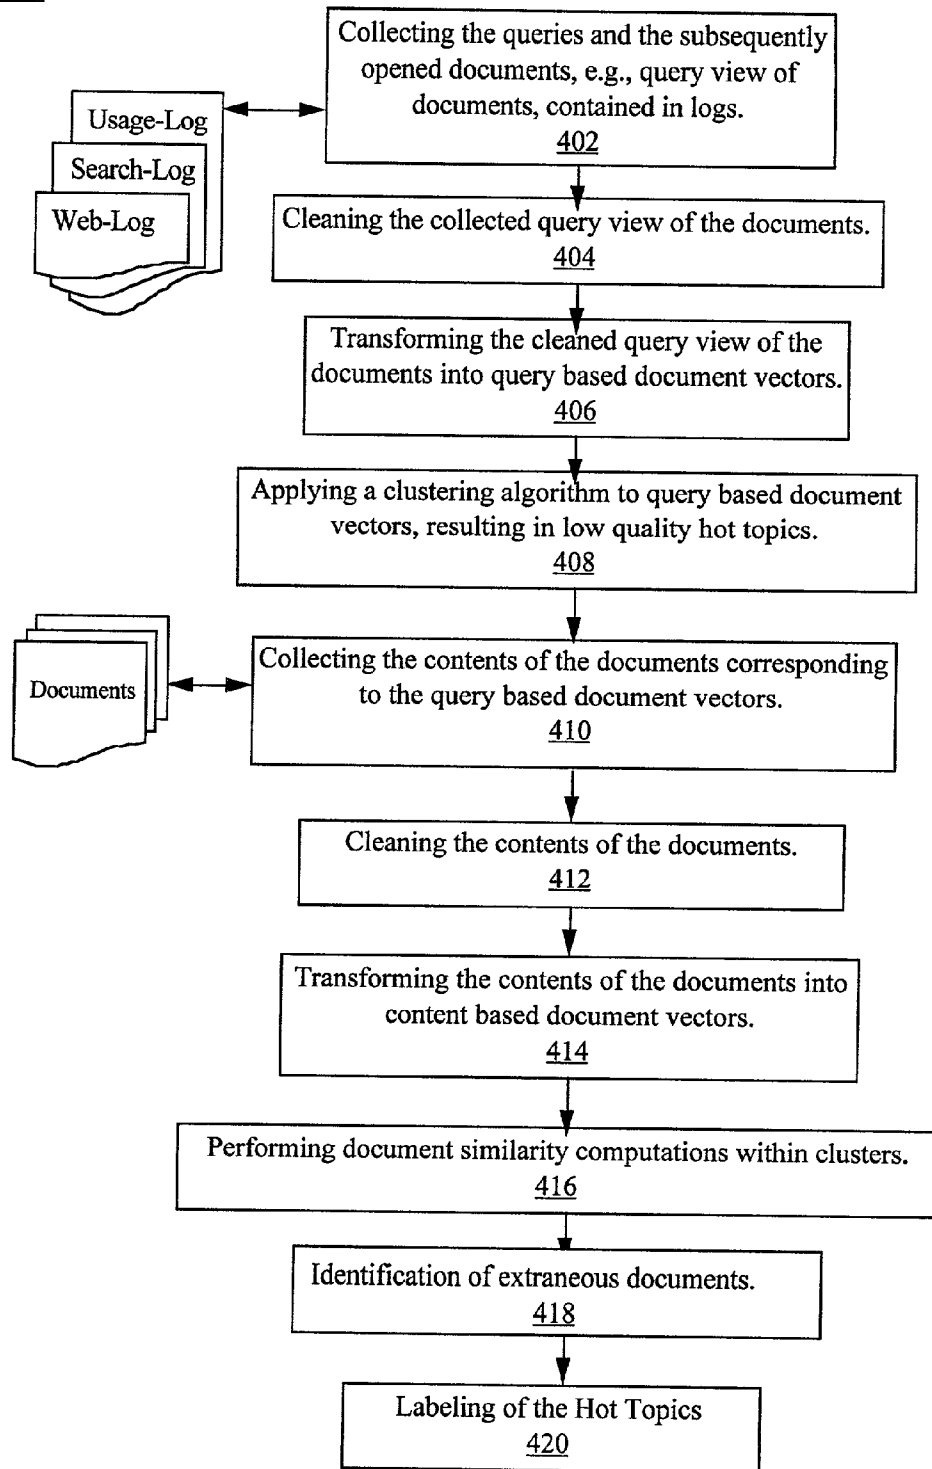 Collecting the queries and the subsequently
opened documents, e.g., query view of
documents, contained in logs.
402
Usage-Log
Search-Log
Web-Log
Cleaning the collected query view of the documents.
404
Transforming the cleaned query view of the
documents into query based document vectors.
406
Applying a clustering algorithm to query based document
vectors, resulting in low quality hot topics.
408
Collecting the contents of the documents corresponding
to the query based document vectors.
410
Documents
Cleaning the contents of the documents.
412
Transforming the contents of the documents into
content based document vectors.
414
Performing document similarity computations within clusters.
416
Identification of extraneous documents.
418
Labeling of the Hot Topics
420